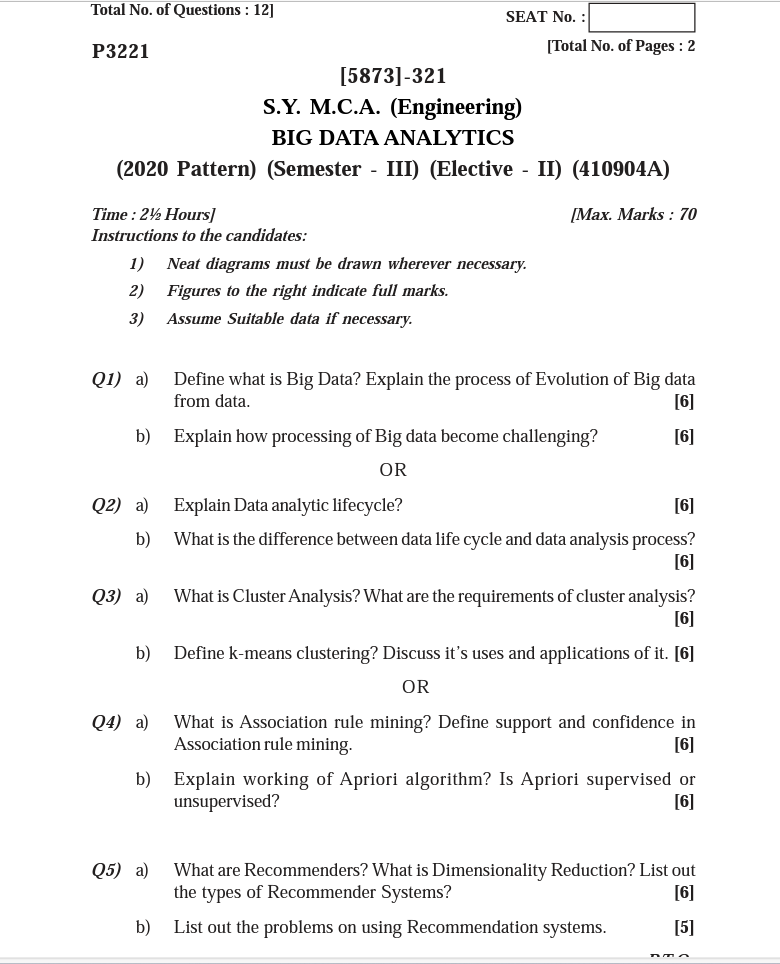 Total No. of Questions : 12]
SEAT No. :
P3221
[Total No. of Pages : 2
[5873]-321
S.Y. M.C.A. (Engineering)
BIG DATA ANALYTICS
(2020 Pattern) (Semester - III) (Elective - II) (410904A)
Time : 2½ Hours] [Max. Marks : 70
Instructions to the candidates:
1) Neat diagrams must be drawn wherever necessary.
2) Figures to the right indicate full marks.
3) Assume Suitable data if necessary.
Q1) a) Define what is Big Data? Explain the process of Evolution of Big data
from data. [6]
b) Explain how processing of Big data become challenging? [6]
OR
Q2) a) Explain Data analytic lifecycle? [6]
b) What is the difference between data life cycle and data analysis process?
[6]
Q3) a) What is Cluster Analysis? What are the requirements of cluster analysis?
[6]
b) Define k-means clustering? Discuss it's uses and applications of it. [6]
OR
Q4) a) What is Association rule mining? Define support and confidence in
Association rule mining. [6]
b) Explain working of Apriori algorithm? Is Apriori supervised or
unsupervised? [6]
Q5) a) What are Recommenders? What is Dimensionality Reduction? List out
the types of Recommender Systems? [6]
b) List out the problems on using Recommendation systems. [5]